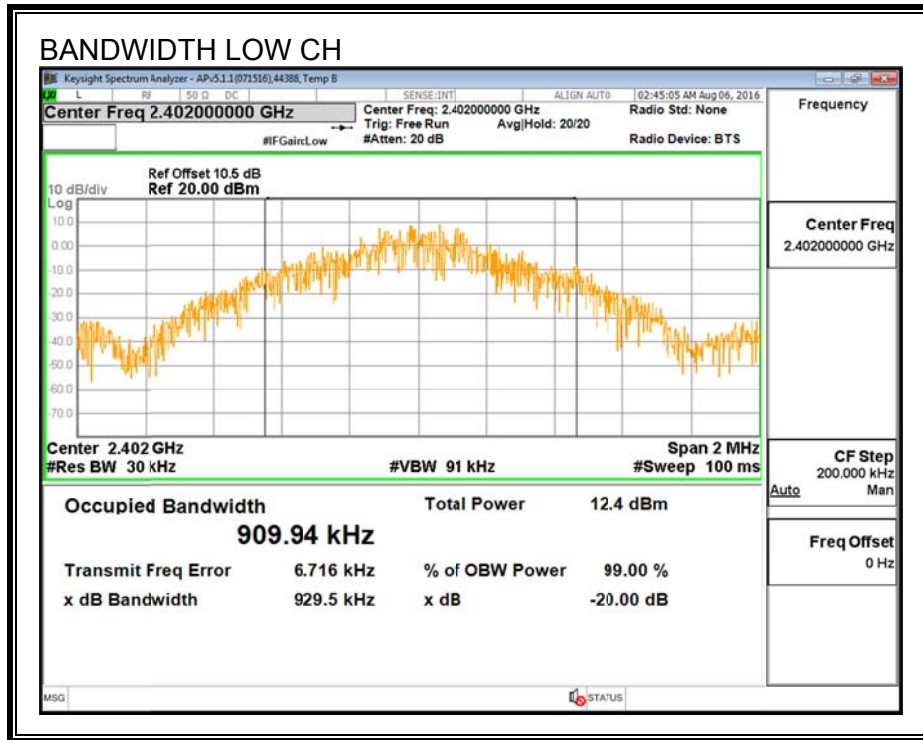 BANDWIDTH LOW CH
Keysight Spectrum Analyzer - APv5.1.1(071516),44388, Temp B
L RF 50 Ω DC SENSE:INT ALIGN AUTO 02:45:05 AM Aug 06, 2016
Center Freq 2.402000000 GHz
Center Freq: 2.402000000 GHz Radio Std: None
Trig: Free Run Avg|Hold: 20/20
#IFGain:Low #Atten: 20 dB Radio Device: BTS
Ref Offset 10.5 dB
10 dB/div Ref 20.00 dBm
Log
10.0
0.00
-10.0
-20.0
-30.0
-40.0
-50.0
-60.0
-70.0
Center 2.402 GHz Span 2 MHz
#Res BW 30 kHz #VBW 91 kHz #Sweep 100 ms
Occupied Bandwidth Total Power 12.4 dBm
909.94 kHz
Transmit Freq Error 6.716 kHz % of OBW Power 99.00 %
x dB Bandwidth 929.5 kHz x dB -20.00 dB
MSG STATUS
Frequency
Center Freq
2.402000000 GHz
CF Step
200.000 kHz
Auto Man
Freq Offset
0 Hz